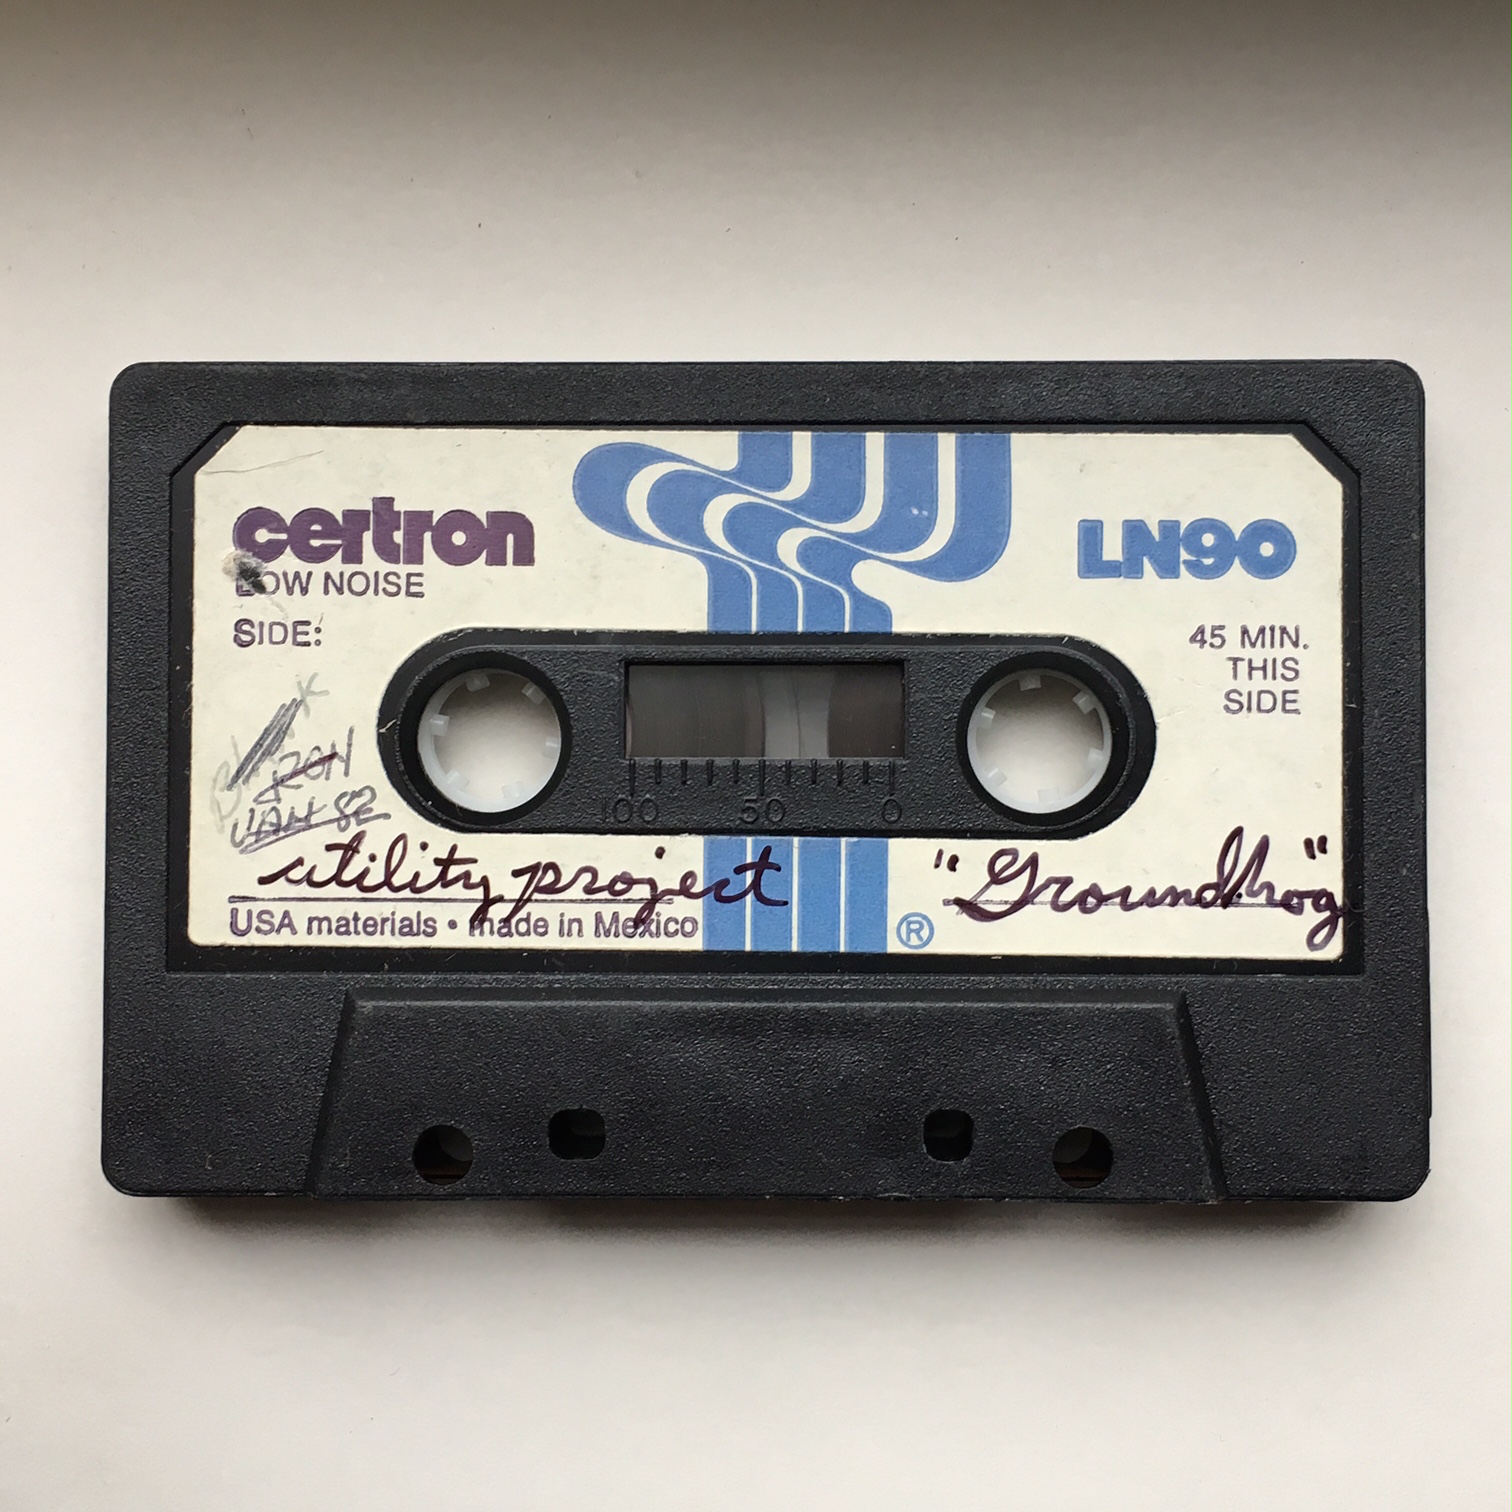 certron
LOW NOISE
LN90
SIDE:
45 MIN.
THIS
SIDE
RON
JAN 82
100 50 0
utility project "Groundhog"
USA materials • made in Mexico
®